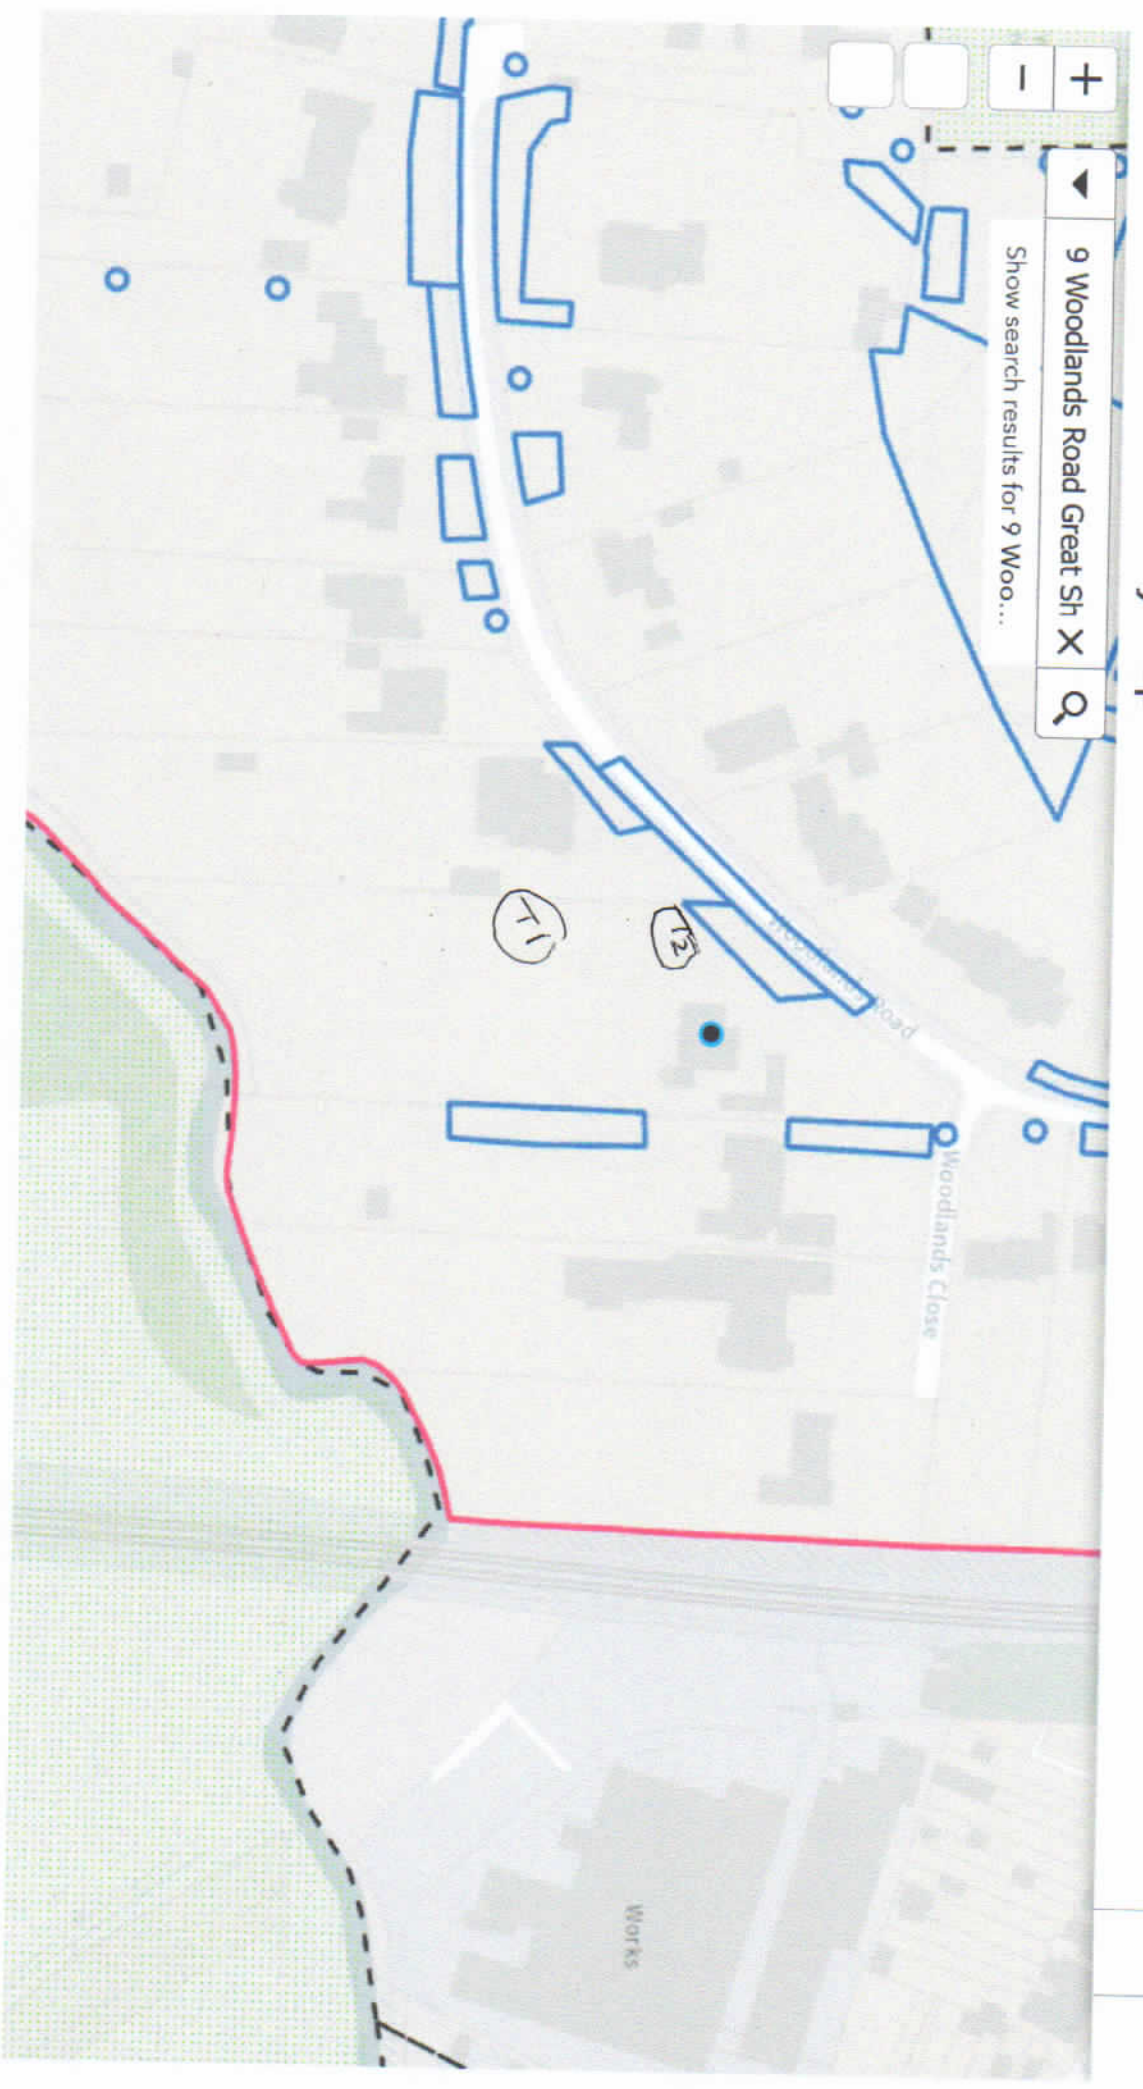 9 Woodlands Road Great Sh
Show search results for 9 Woo...
Woodlands Road
Woodlands Close
T1
T2
Works